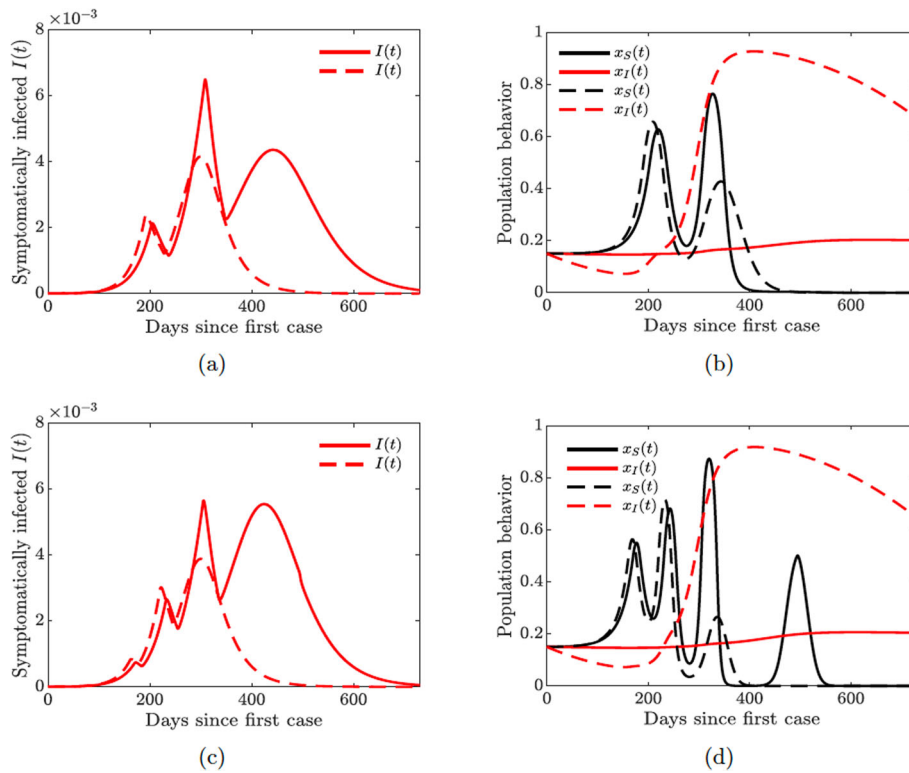 ×10⁻³
8
6
4
2
0
Symptomatically infected I(t)
I(t)
I(t)
0 200 400 600
Days since first case
(a)
1
0.8
0.6
0.4
0.2
0
Population behavior
x_S(t)
x_I(t)
x_S(t)
x_I(t)
0 200 400 600
Days since first case
(b)
×10⁻³
8
6
4
2
0
Symptomatically infected I(t)
I(t)
I(t)
0 200 400 600
Days since first case
(c)
1
0.8
0.6
0.4
0.2
0
Population behavior
x_S(t)
x_I(t)
x_S(t)
x_I(t)
0 200 400 600
Days since first case
(d)